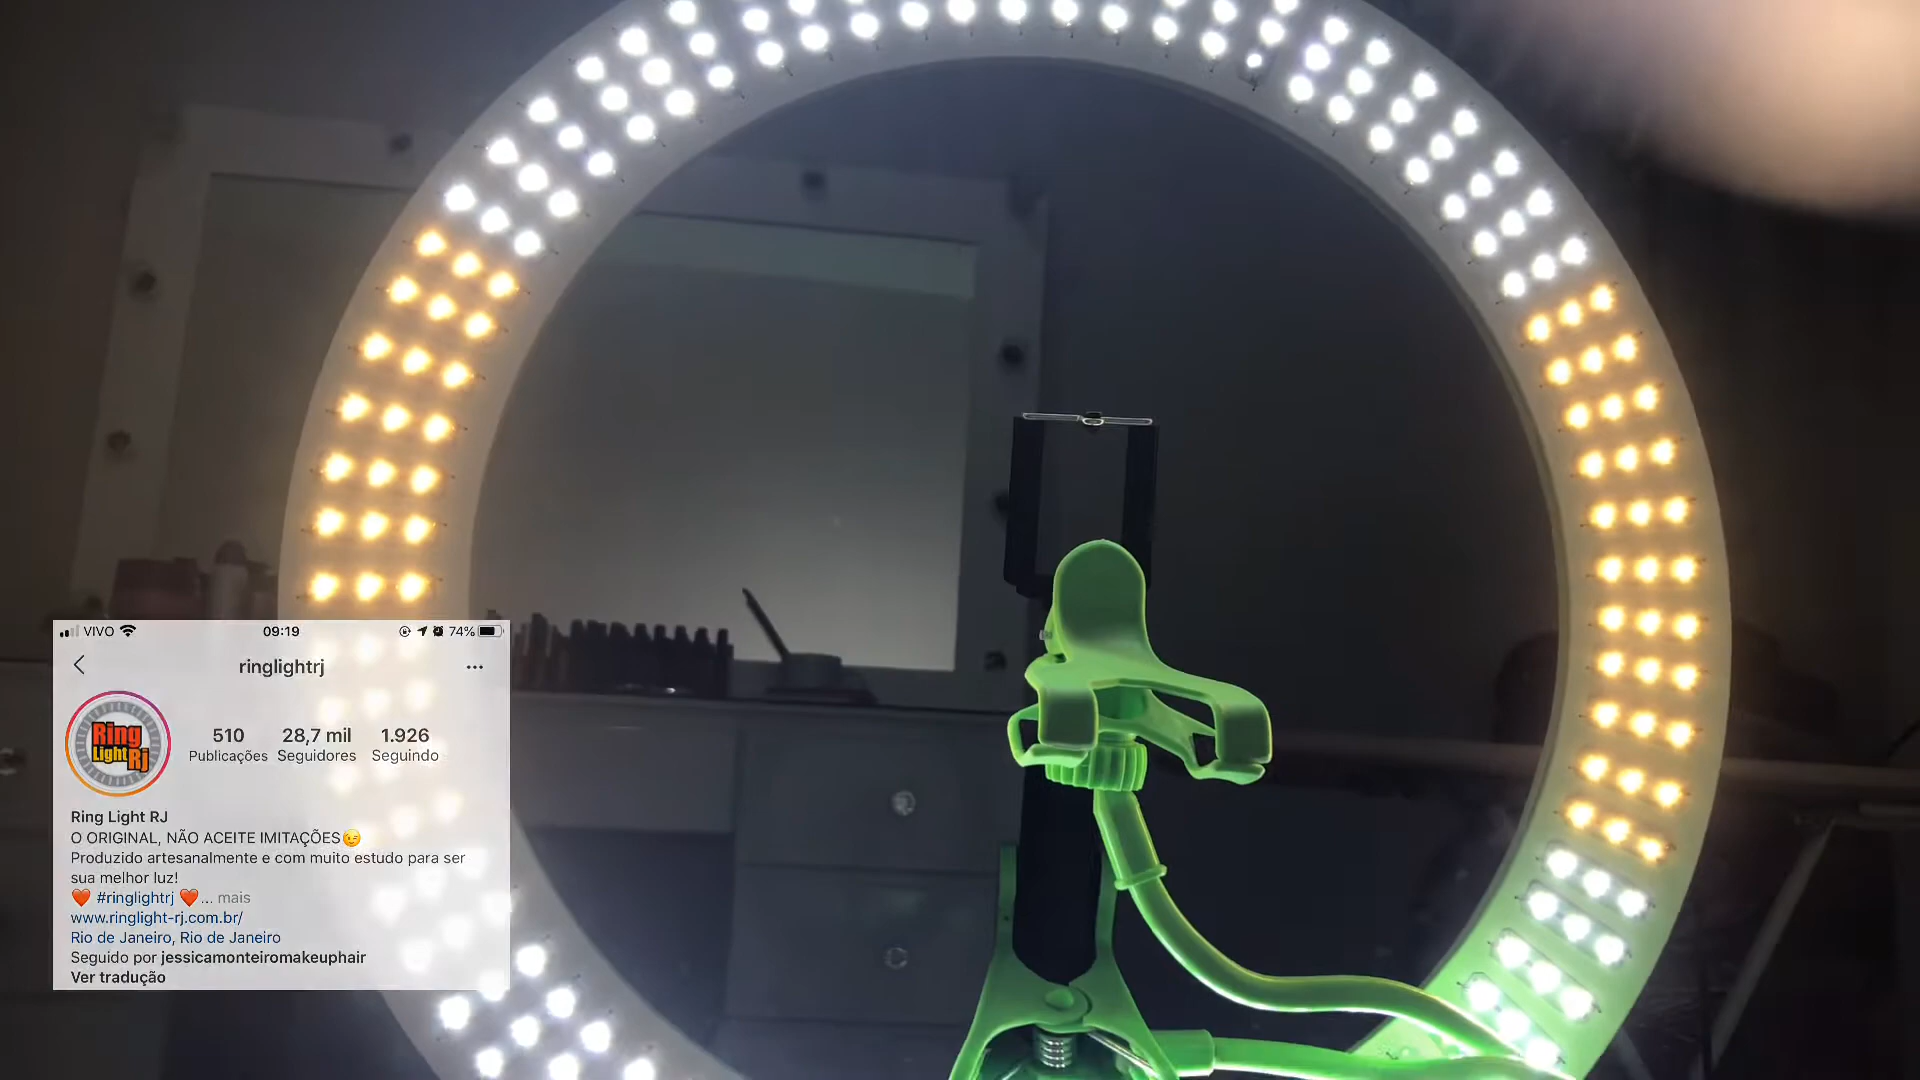 VIVO 09:19 74%
ringlightrj
Ring
Light Rj
510 28,7 mil 1.926
Publicações Seguidores Seguindo
Ring Light RJ
O ORIGINAL, NÃO ACEITE IMITAÇÕES😉
Produzido artesanalmente e com muito estudo para ser
sua melhor luz!
❤️ #ringlightrj ❤️... mais
www.ringlight-rj.com.br/
Rio de Janeiro, Rio de Janeiro
Seguido por jessicamonteiromakeuphair
Ver tradução